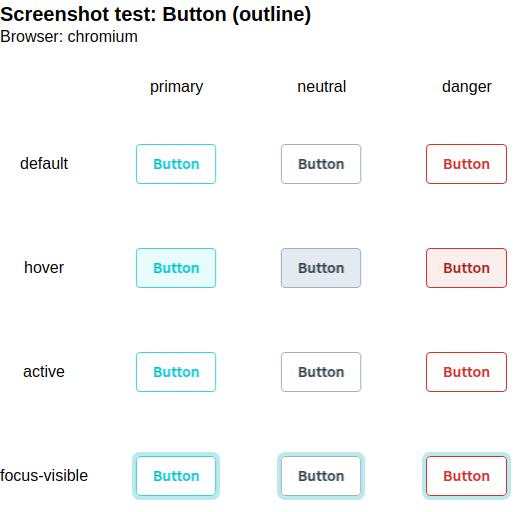 Screenshot test: Button (outline)
Browser: chromium
primary neutral danger
default Button Button Button
hover Button Button Button
active Button Button Button
focus-visible Button Button Button